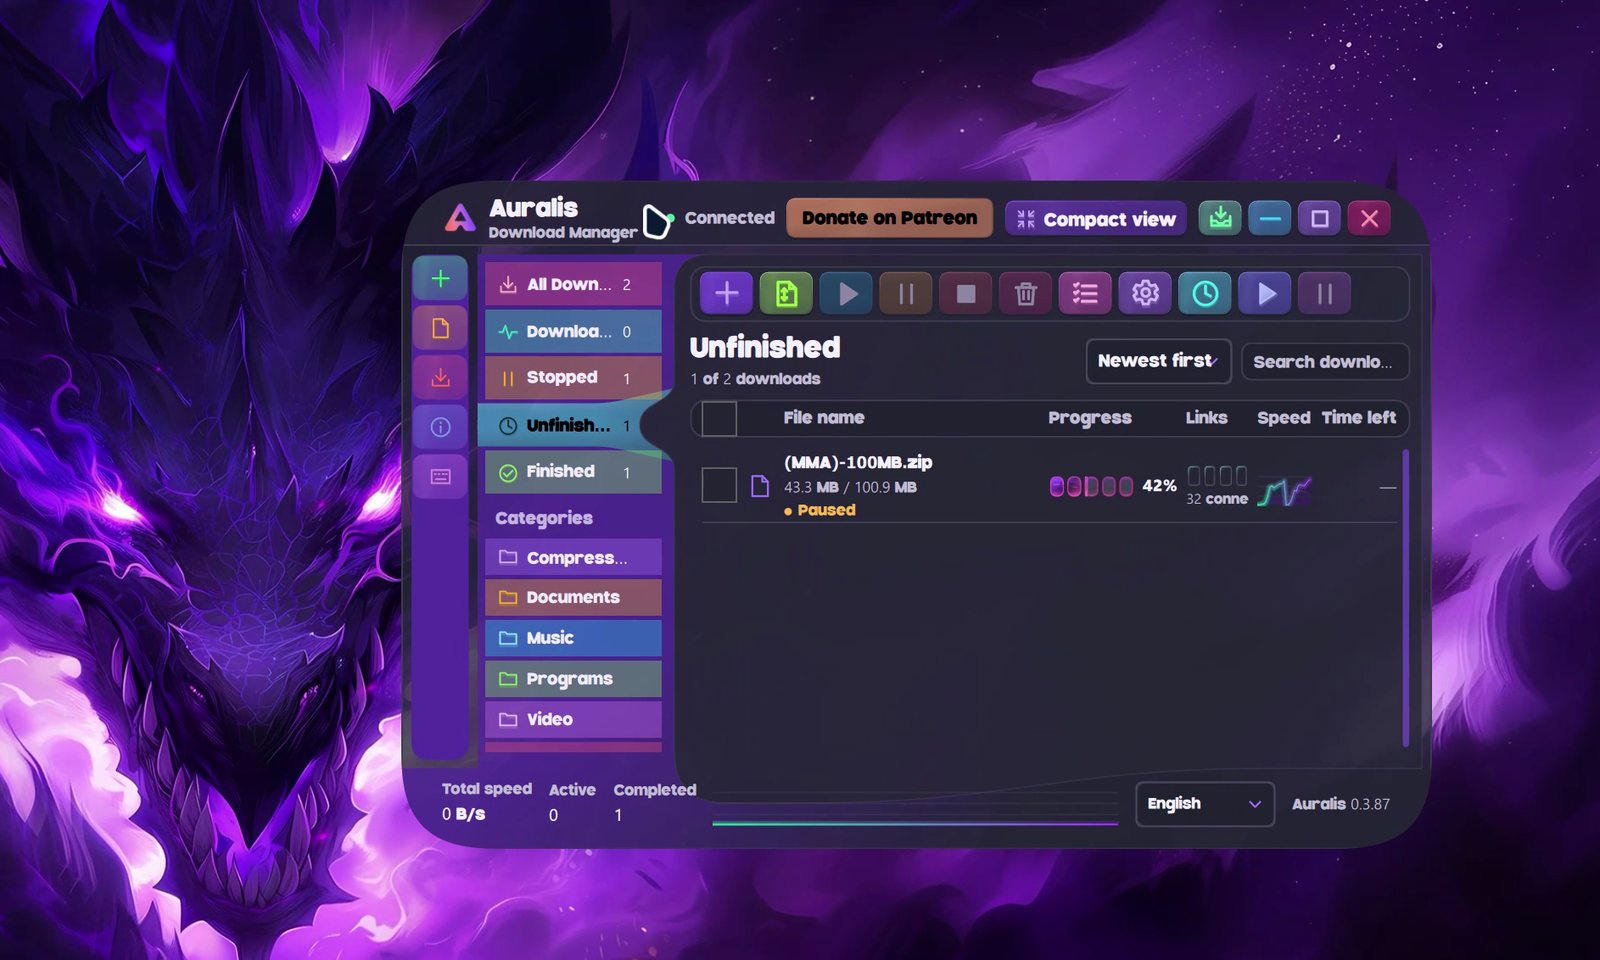 Auralis
Download Manager
Connected
Donate on Patreon
Compact view
All Down... 2
Downloa... 0
Stopped 1
Unfinish... 1
Finished 1
Categories
Compress...
Documents
Music
Programs
Video
Unfinished
1 of 2 downloads
Newest first
Search downlo...
File name Progress Links Speed Time left
(MMA)-100MB.zip
43.3 MB / 100.9 MB
Paused
42%
32 conne
—
Total speed Active Completed
0 B/s 0 1
English
Auralis 0.3.87